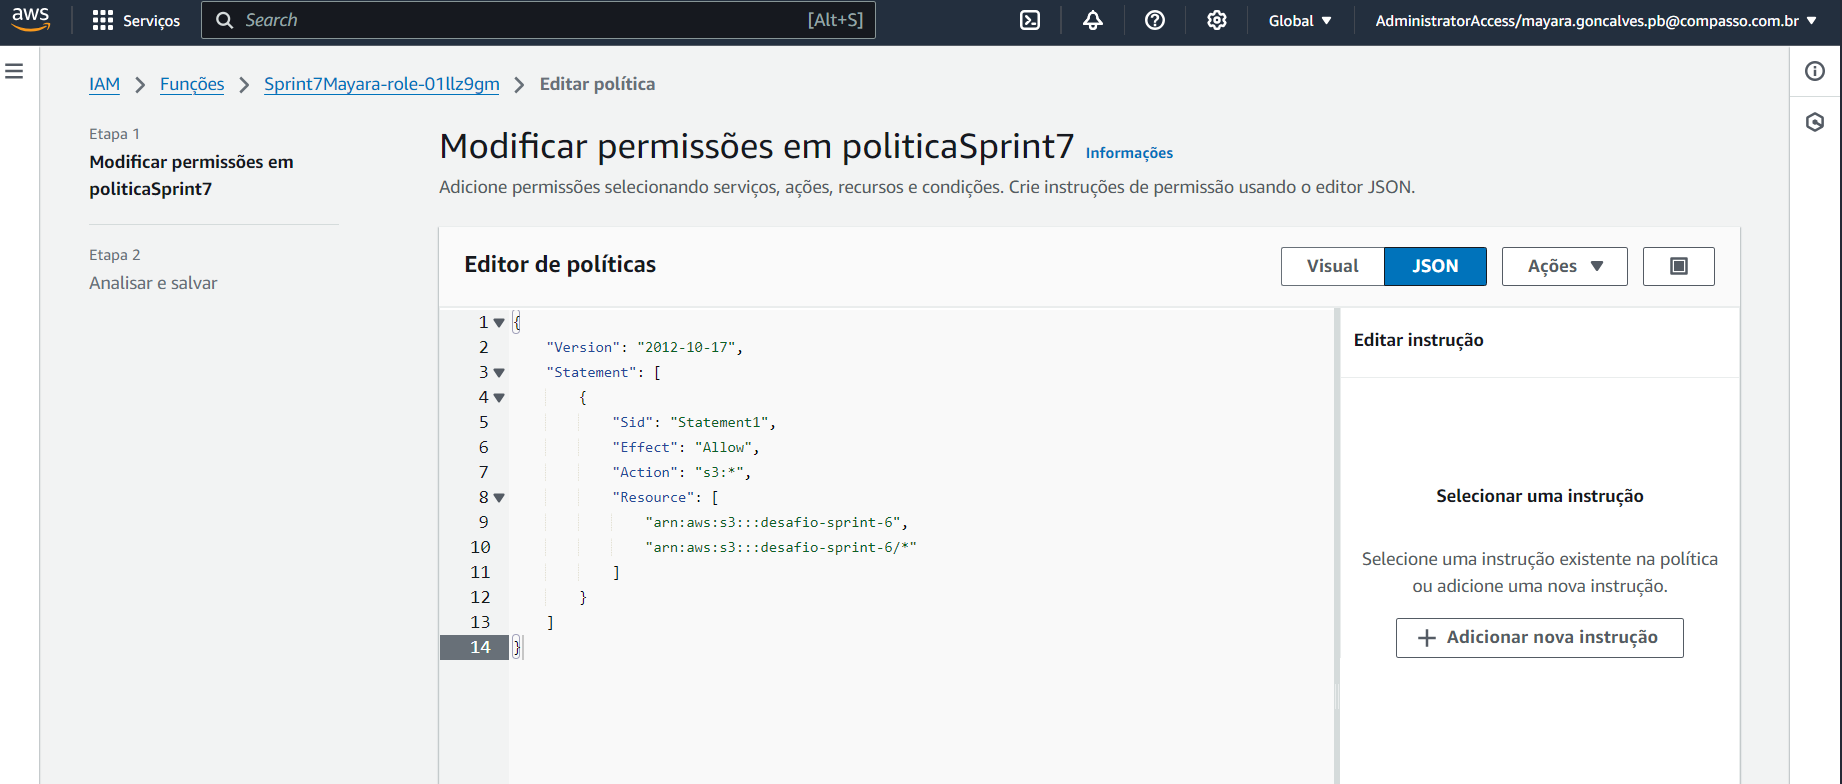 aws
Serviços
Search
[Alt+S]
Global
AdministratorAccess/mayara.goncalves.pb@compasso.com.br
IAM
Funções
Sprint7Mayara-role-01llz9gm
Editar política
Etapa 1
Modificar permissões em
politicaSprint7
Etapa 2
Analisar e salvar
Modificar permissões em politicaSprint7 Informações
Adicione permissões selecionando serviços, ações, recursos e condições. Crie instruções de permissão usando o editor JSON.
Editor de políticas
Visual
JSON
Ações
1 {
2 "Version": "2012-10-17",
3 "Statement": [
4 {
5 "Sid": "Statement1",
6 "Effect": "Allow",
7 "Action": "s3:*",
8 "Resource": [
9 "arn:aws:s3:::desafio-sprint-6",
10 "arn:aws:s3:::desafio-sprint-6/*"
11 ]
12 }
13 ]
14 }
Editar instrução
Selecionar uma instrução
Selecione uma instrução existente na política
ou adicione uma nova instrução.
Adicionar nova instrução